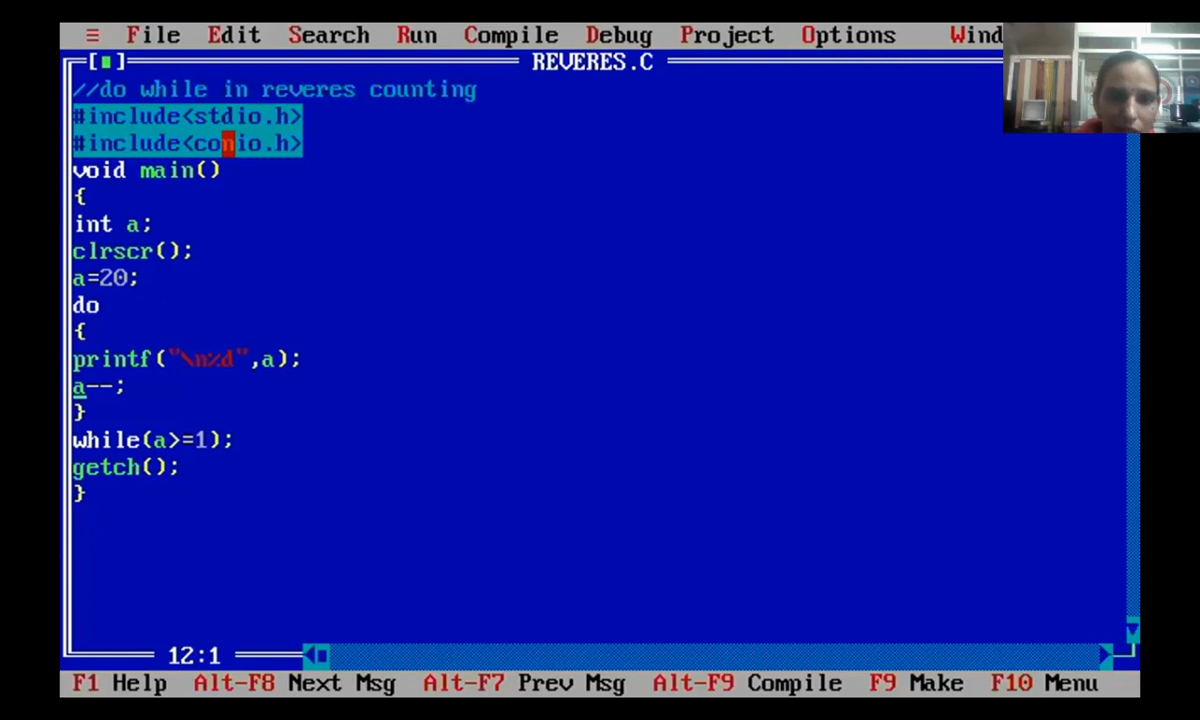 ≡ File Edit Search Run Compile Debug Project Options Wind
REVERES.C
//do while in reveres counting
#include<stdio.h>
#include<conio.h>
void main()
{
int a;
clrscr();
a=20;
do
{
printf("\n%d",a);
a--;
}
while(a>=1);
getch();
}
12:1
F1 Help Alt-F8 Next Msg Alt-F7 Prev Msg Alt-F9 Compile F9 Make F10 Menu